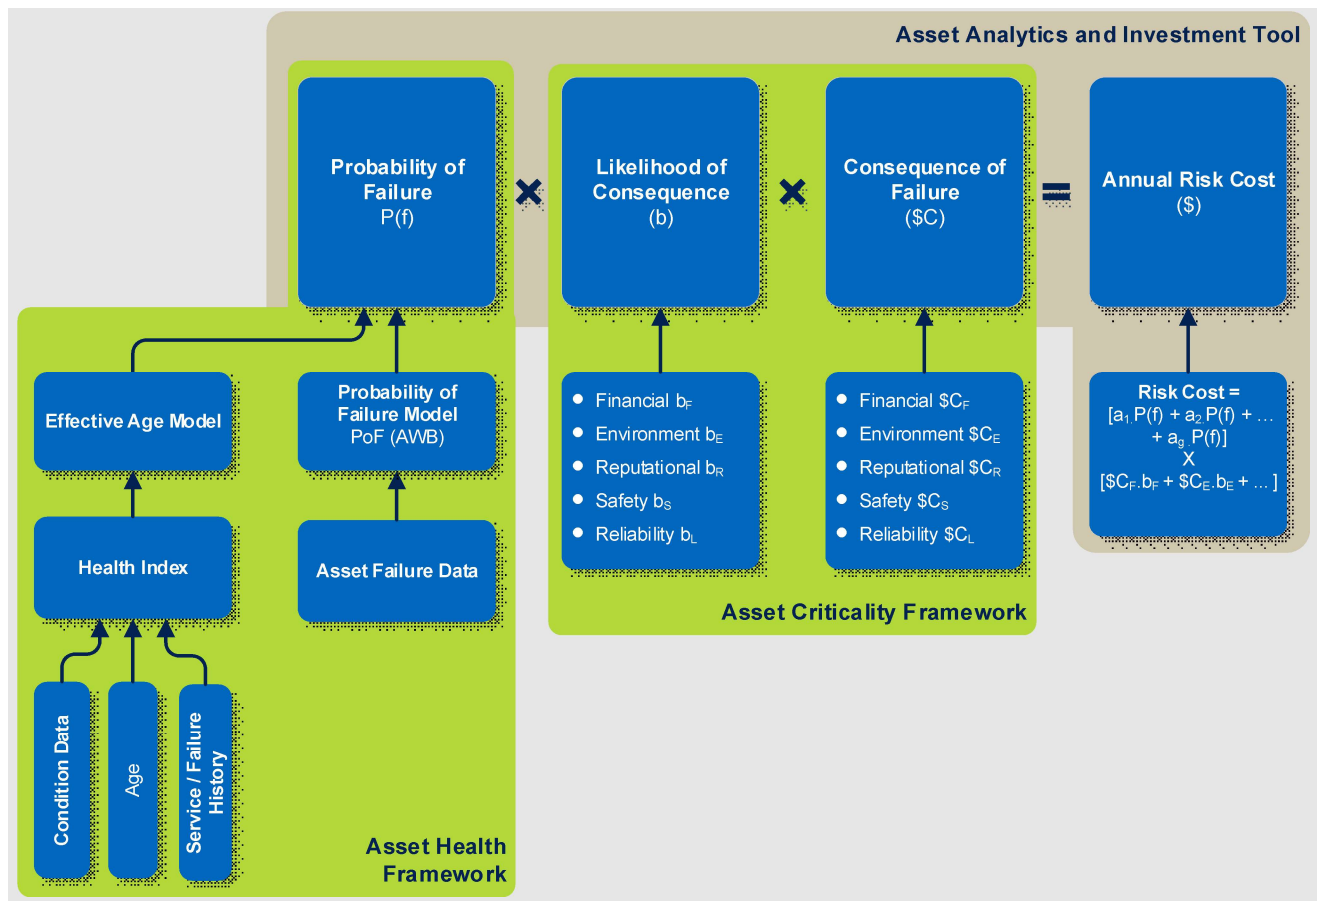 Asset Analytics and Investment Tool
Probability of
Failure
P(f)
×
Likelihood of
Consequence
(b)
×
Consequence of
Failure
($C)
=
Annual Risk Cost
($)
Effective Age Model
Probability of
Failure Model
PoF (AWB)
Financial bF
Environment bE
Reputational bR
Safety bS
Reliability bL
Financial $CF
Environment $CE
Reputational $CR
Safety $CS
Reliability $CL
Risk Cost =
[a1.P(f) + a2.P(f) + ...
+ ag.P(f)]
X
[$CF.bF + $CE.bE + ... ]
Health Index
Asset Failure Data
Asset Criticality Framework
Condition Data
Age
Service / Failure
History
Asset Health
Framework